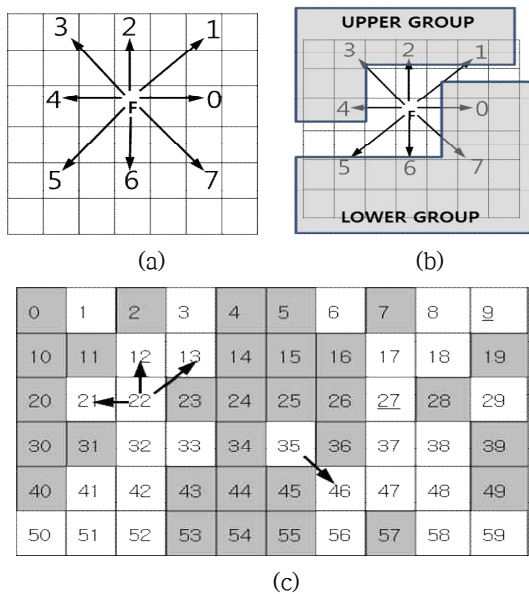 3 2 1
4 F 0
5 6 7
(a)
UPPER GROUP
3 2 1
4 F 0
5 6 7
LOWER GROUP
(b)
0 1 2 3 4 5 6 7 8 9
10 11 12 13 14 15 16 17 18 19
20 21 22 23 24 25 26 27 28 29
30 31 32 33 34 35 36 37 38 39
40 41 42 43 44 45 46 47 48 49
50 51 52 53 54 55 56 57 58 59
(c)